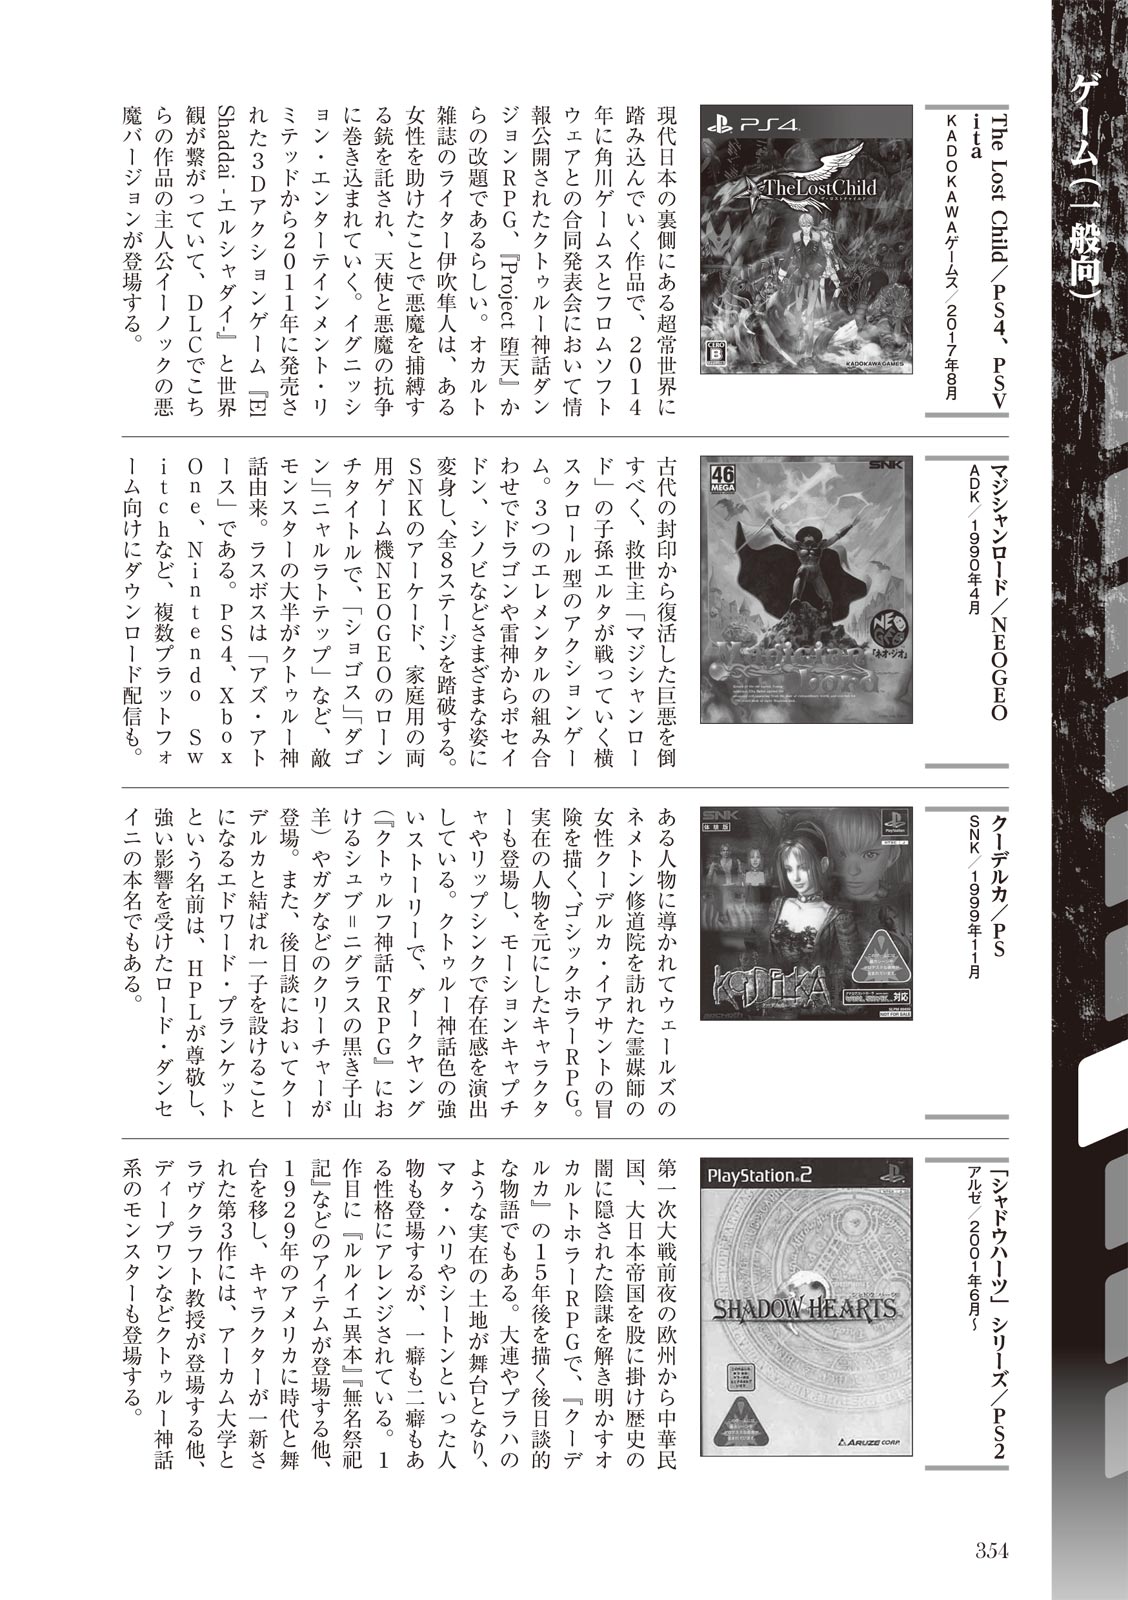 ゲーム(一般向)
The Lost Child/PS4、PSV
ita
KADOKAWAゲームス/2017年8月
PS4
The Lost Child
CERO
B
KADOKAWA GAMES
現代日本の裏側にある超常世界に
踏み込んでいく作品で、2014
年に角川ゲームスとフロムソフト
ウェアとの合同発表会において情
報公開されたクトゥルー神話ダン
ジョンRPG、『Project 堕天』か
らの改題であるらしい。オカルト
雑誌のライター伊吹隼人は、ある
女性を助けたことで悪魔を捕縛す
る銃を託され、天使と悪魔の抗争
に巻き込まれていく。イグニッシ
ョン・エンターテインメント・リ
ミテッドから2011年に発売さ
れた3Dアクションゲーム『El
Shaddai -エルシャダイ-』と世界
観が繋がっていて、DLCでこち
らの作品の主人公イーノックの悪
魔バージョンが登場する。
マジシャンロード/NEOGEO
ADK/1990年4月
46
MEGA
SNK
NEO GEO
「ネオ・ジオ」
古代の封印から復活した巨悪を倒
すべく、救世主「マジシャンロー
ド」の子孫エルタが戦っていく横
スクロール型のアクションゲー
ム。3つのエレメンタルの組み合
わせでドラゴンや雷神からポセイ
ドン、シノビなどさまざまな姿に
変身し、全8ステージを踏破する。
SNKのアーケード、家庭用の両
用ゲーム機NEOGEOのローン
チタイトルで、「ショゴス」「ダゴ
ン」「ニャルラトテップ」など、敵
モンスターの大半がクトゥルー神
話由来。ラスボスは「アズ・アト
ース」である。PS4、Xbox
One、Nintendo Sw
itchなど、複数プラットフォ
ーム向けにダウンロード配信も。
クーデルカ/PS
SNK/1999年11月
SNK
体験版
PlayStation
KOUDELKA
対応
NOT FOR SALE
ある人物に導かれてウェールズの
ネメトン修道院を訪れた霊媒師の
女性クーデルカ・イアサントの冒
険を描く、ゴシックホラーRPG。
実在の人物を元にしたキャラクタ
ーも登場し、モーションキャプチ
ャやリップシンクで存在感を演出
している。クトゥルー神話色の強
いストーリーで、ダークヤング
(『クトゥルフ神話TRPG』にお
けるシュブ＝ニグラスの黒き子山
羊)やガグなどのクリーチャーが
登場。また、後日談においてクー
デルカと結ばれ一子を設けること
になるエドワード・プランケット
という名前は、HPLが尊敬し、
強い影響を受けたロード・ダンセ
イニの本名でもある。
「シャドウハーツ」シリーズ/PS2
アルゼ/2001年6月〜
PlayStation.2
SHADOW HEARTS
ARUZE CORP.
第一次大戦前夜の欧州から中華民
国、大日本帝国を股に掛け歴史の
闇に隠された陰謀を解き明かすオ
カルトホラーRPGで、『クーデ
ルカ』の15年後を描く後日談的
な物語でもある。大連やプラハの
ような実在の土地が舞台となり、
マタ・ハリやシートンといった人
物も登場するが、一癖も二癖もあ
る性格にアレンジされている。1
作目に『ルルイエ異本』『無名祭祀
記』などのアイテムが登場する他、
1929年のアメリカに時代と舞
台を移し、キャラクターが一新さ
れた第3作には、アーカム大学と
ラヴクラフト教授が登場する他、
ディープワンなどクトゥルー神話
系のモンスターも登場する。
354